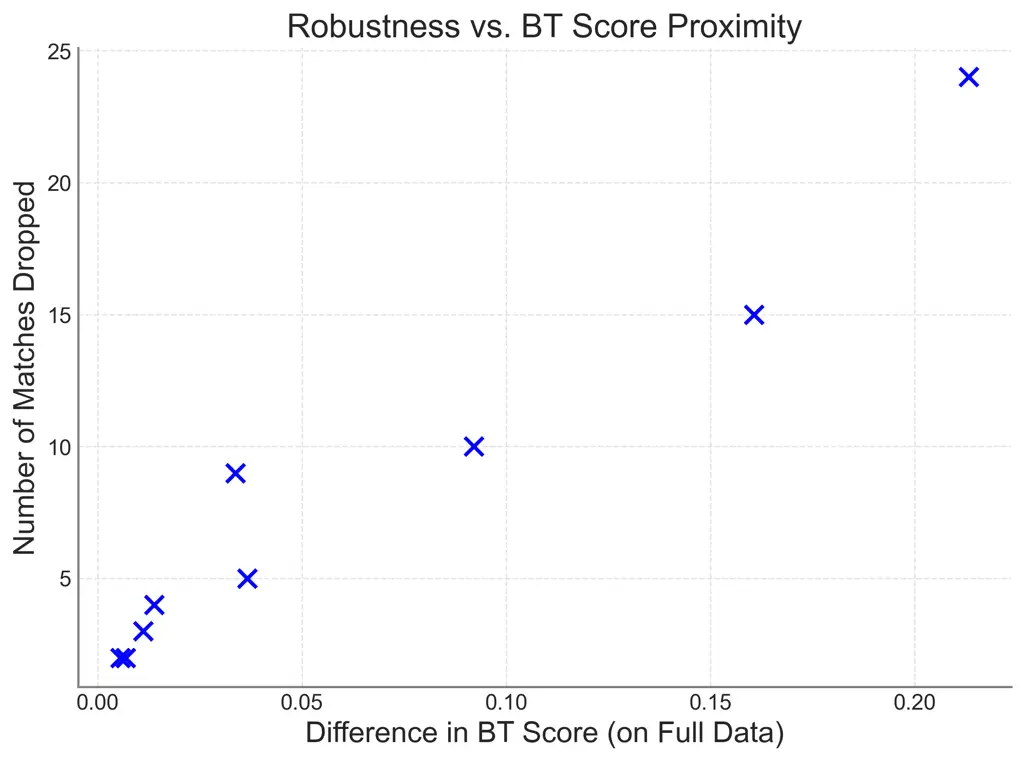 Robustness vs. BT Score Proximity
Number of Matches Dropped
25
20
15
10
5
0.00 0.05 0.10 0.15 0.20
Difference in BT Score (on Full Data)